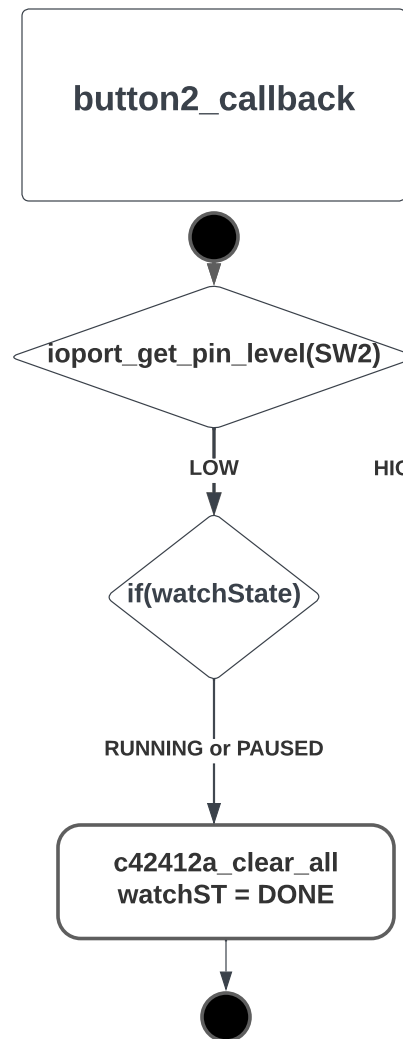 button2_callback
ioport_get_pin_level(SW2)
LOW
if(watchState)
RUNNING or PAUSED
c42412a_clear_all
watchST = DONE